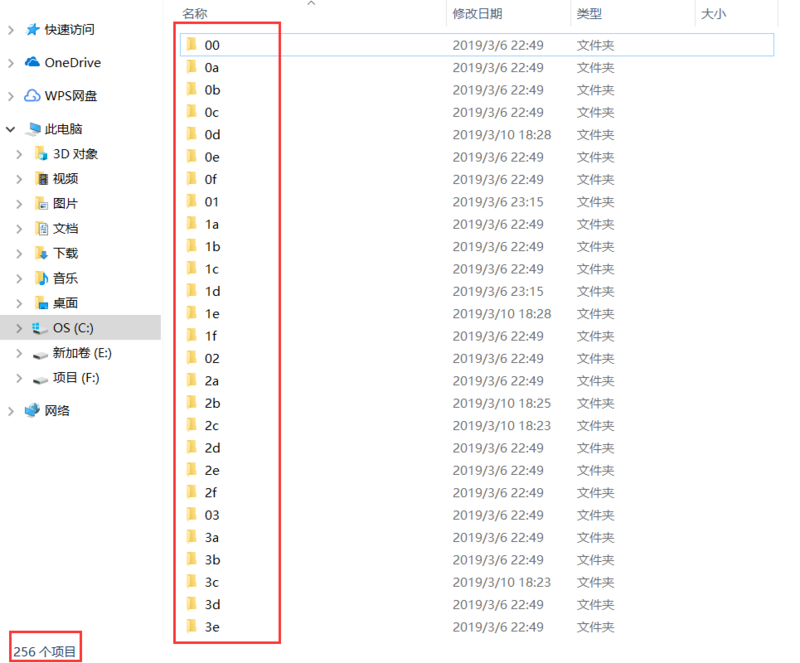 名称 修改日期 类型 大小
快速访问
OneDrive
WPS网盘
此电脑
3D 对象
视频
图片
文档
下载
音乐
桌面
OS (C:)
新加卷 (E:)
项目 (F:)
网络
00 2019/3/6 22:49 文件夹
0a 2019/3/6 22:49 文件夹
0b 2019/3/6 22:49 文件夹
0c 2019/3/6 22:49 文件夹
0d 2019/3/10 18:28 文件夹
0e 2019/3/6 22:49 文件夹
0f 2019/3/6 22:49 文件夹
01 2019/3/6 23:15 文件夹
1a 2019/3/6 22:49 文件夹
1b 2019/3/6 22:49 文件夹
1c 2019/3/6 22:49 文件夹
1d 2019/3/6 23:15 文件夹
1e 2019/3/10 18:28 文件夹
1f 2019/3/6 22:49 文件夹
02 2019/3/6 22:49 文件夹
2a 2019/3/6 22:49 文件夹
2b 2019/3/10 18:25 文件夹
2c 2019/3/10 18:23 文件夹
2d 2019/3/6 22:49 文件夹
2e 2019/3/6 22:49 文件夹
2f 2019/3/6 22:49 文件夹
03 2019/3/6 22:49 文件夹
3a 2019/3/6 22:49 文件夹
3b 2019/3/6 22:49 文件夹
3c 2019/3/10 18:23 文件夹
3d 2019/3/6 22:49 文件夹
3e 2019/3/6 22:49 文件夹
256 个项目